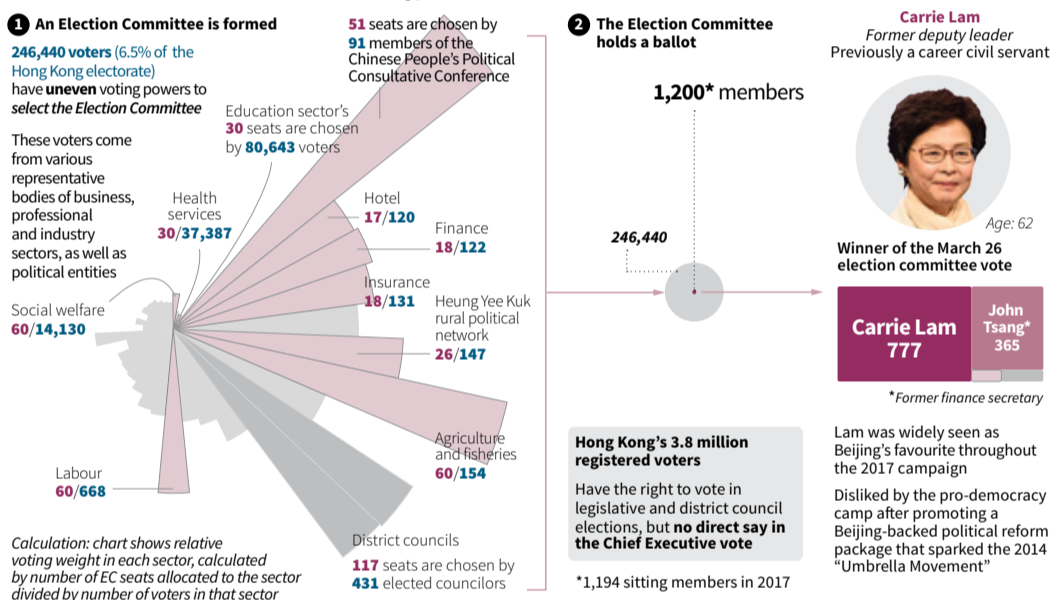 1 An Election Committee is formed
246,440 voters (6.5% of the
Hong Kong electorate)
have uneven voting powers to
select the Election Committee
These voters come
from various
representative
bodies of business,
professional
and industry
sectors, as well as
political entities
51 seats are chosen by
91 members of the
Chinese People's Political
Consultative Conference
Education sector's
30 seats are chosen
by 80,643 voters
Health
services
30/37,387
Social welfare
60/14,130
Hotel
17/120
Finance
18/122
Insurance
18/131
Heung Yee Kuk
rural political
network
26/147
Agriculture
and fisheries
60/154
Labour
60/668
District councils
117 seats are chosen by
431 elected councilors
Calculation: chart shows relative
voting weight in each sector, calculated
by number of EC seats allocated to the sector
divided by number of voters in that sector
2 The Election Committee
holds a ballot
1,200* members
246,440
Hong Kong's 3.8 million
registered voters
Have the right to vote in
legislative and district council
elections, but no direct say in
the Chief Executive vote
*1,194 sitting members in 2017
Carrie Lam
Former deputy leader
Previously a career civil servant
Age: 62
Winner of the March 26
election committee vote
Carrie Lam
777
John
Tsang*
365
*Former finance secretary
Lam was widely seen as
Beijing's favourite throughout
the 2017 campaign
Disliked by the pro-democracy
camp after promoting a
Beijing-backed political reform
package that sparked the 2014
"Umbrella Movement"